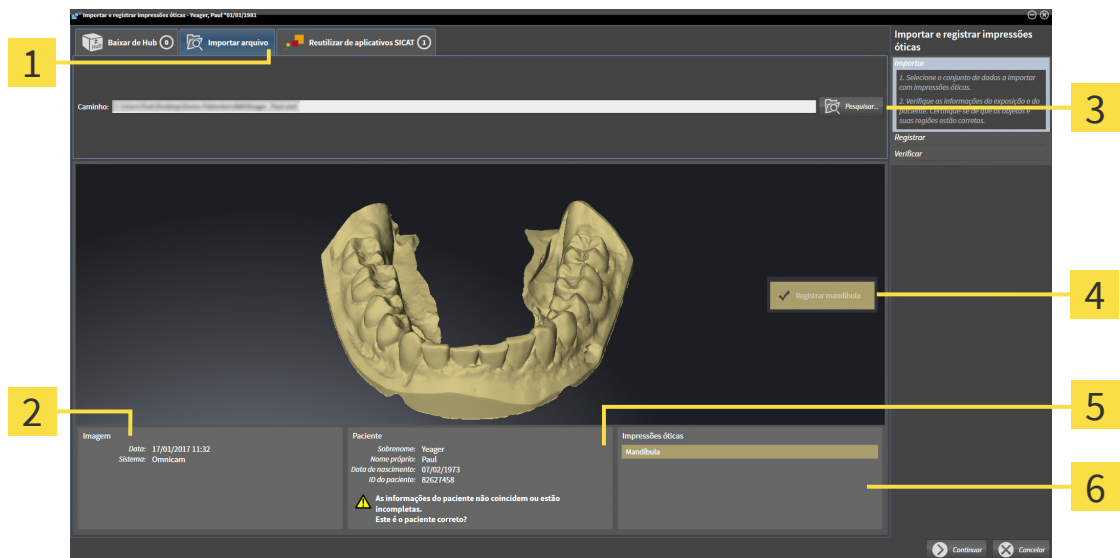 Importar e registrar impressões óticas - Yeager, Paul *01/01/1981
Baixar de Hub 0
Importar arquivo
Reutilizar de aplicativos SICAT 1
Caminho:
Pesquisar...
Importar e registrar impressões
óticas
Importar
1. Selecione o conjunto de dados a importar
com impressões óticas.
2. Verifique as informações da exposição e do
paciente. Certifique-se de que os objetos e
suas regiões estão corretos.
Registrar
Verificar
Registrar mandíbula
Imagem
Data: 17/01/2017 11:32
Sistema: Omnicam
Paciente
Sobrenome: Yeager
Nome próprio: Paul
Data de nascimento: 07/02/1973
ID do paciente: 82627458
As informações do paciente não coincidem ou estão
incompletas.
Este é o paciente correto?
Impressões óticas
Mandíbula
Continuar
Cancelar
1
2
3
4
5
6